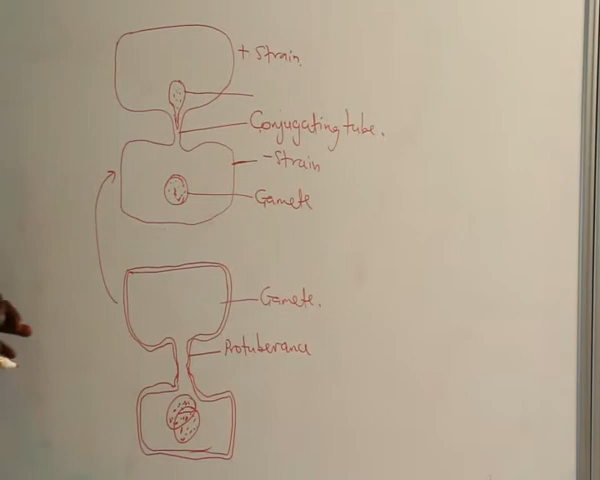 + Strain.
Conjugating tube.
- Strain
Gamete
Gamete.
Protuberance